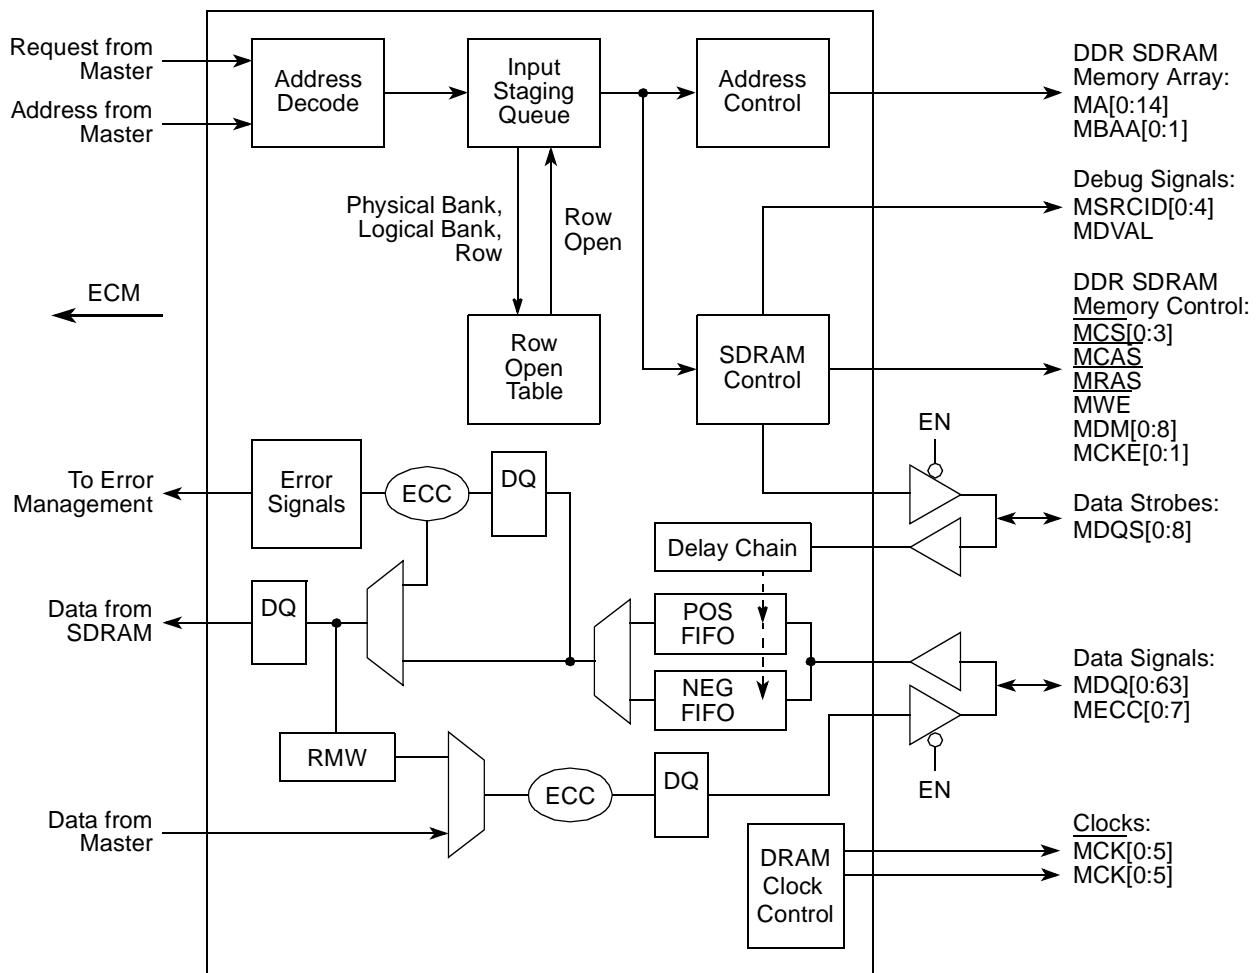 Request from
Master
Address from
Master
Address
Decode
Input
Staging
Queue
Address
Control
DDR SDRAM
Memory Array:
MA[0:14]
MBAA[0:1]
Debug Signals:
MSRCID[0:4]
MDVAL
Physical Bank,
Logical Bank,
Row
Row
Open
ECM
Row
Open
Table
SDRAM
Control
DDR SDRAM
Memory Control:
MCS[0:3]
MCAS
MRAS
MWE
MDM[0:8]
MCKE[0:1]
EN
To Error
Management
Error
Signals
ECC
DQ
Data Strobes:
MDQS[0:8]
Delay Chain
Data from
SDRAM
DQ
POS
FIFO
NEG
FIFO
Data Signals:
MDQ[0:63]
MECC[0:7]
RMW
ECC
DQ
EN
Data from
Master
DRAM
Clock
Control
Clocks:
MCK[0:5]
MCK[0:5]